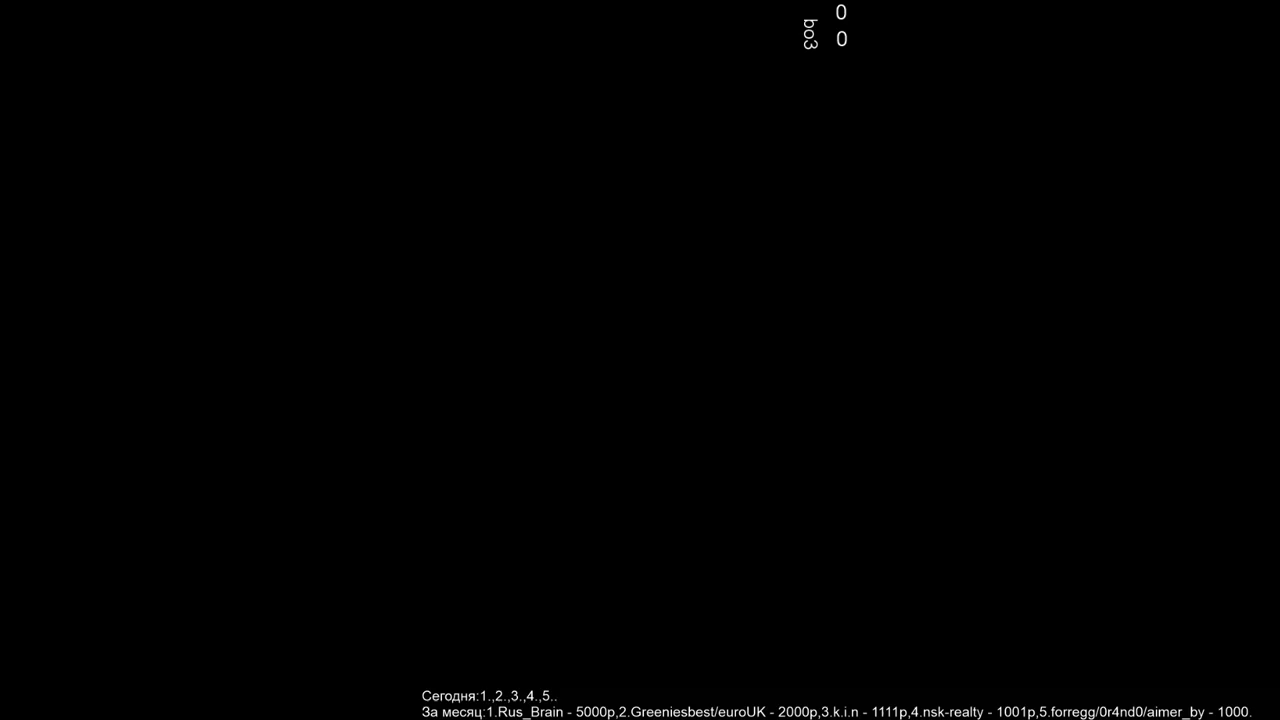 0
bo3
0
Сегодня:1.,2.,3.,4.,5..
За месяц:1.Rus_Brain - 5000р,2.Greeniesbest/euroUK - 2000р,3.k.i.n - 1111р,4.nsk-realty - 1001р,5.forregg/0r4nd0/aimer_by - 1000.